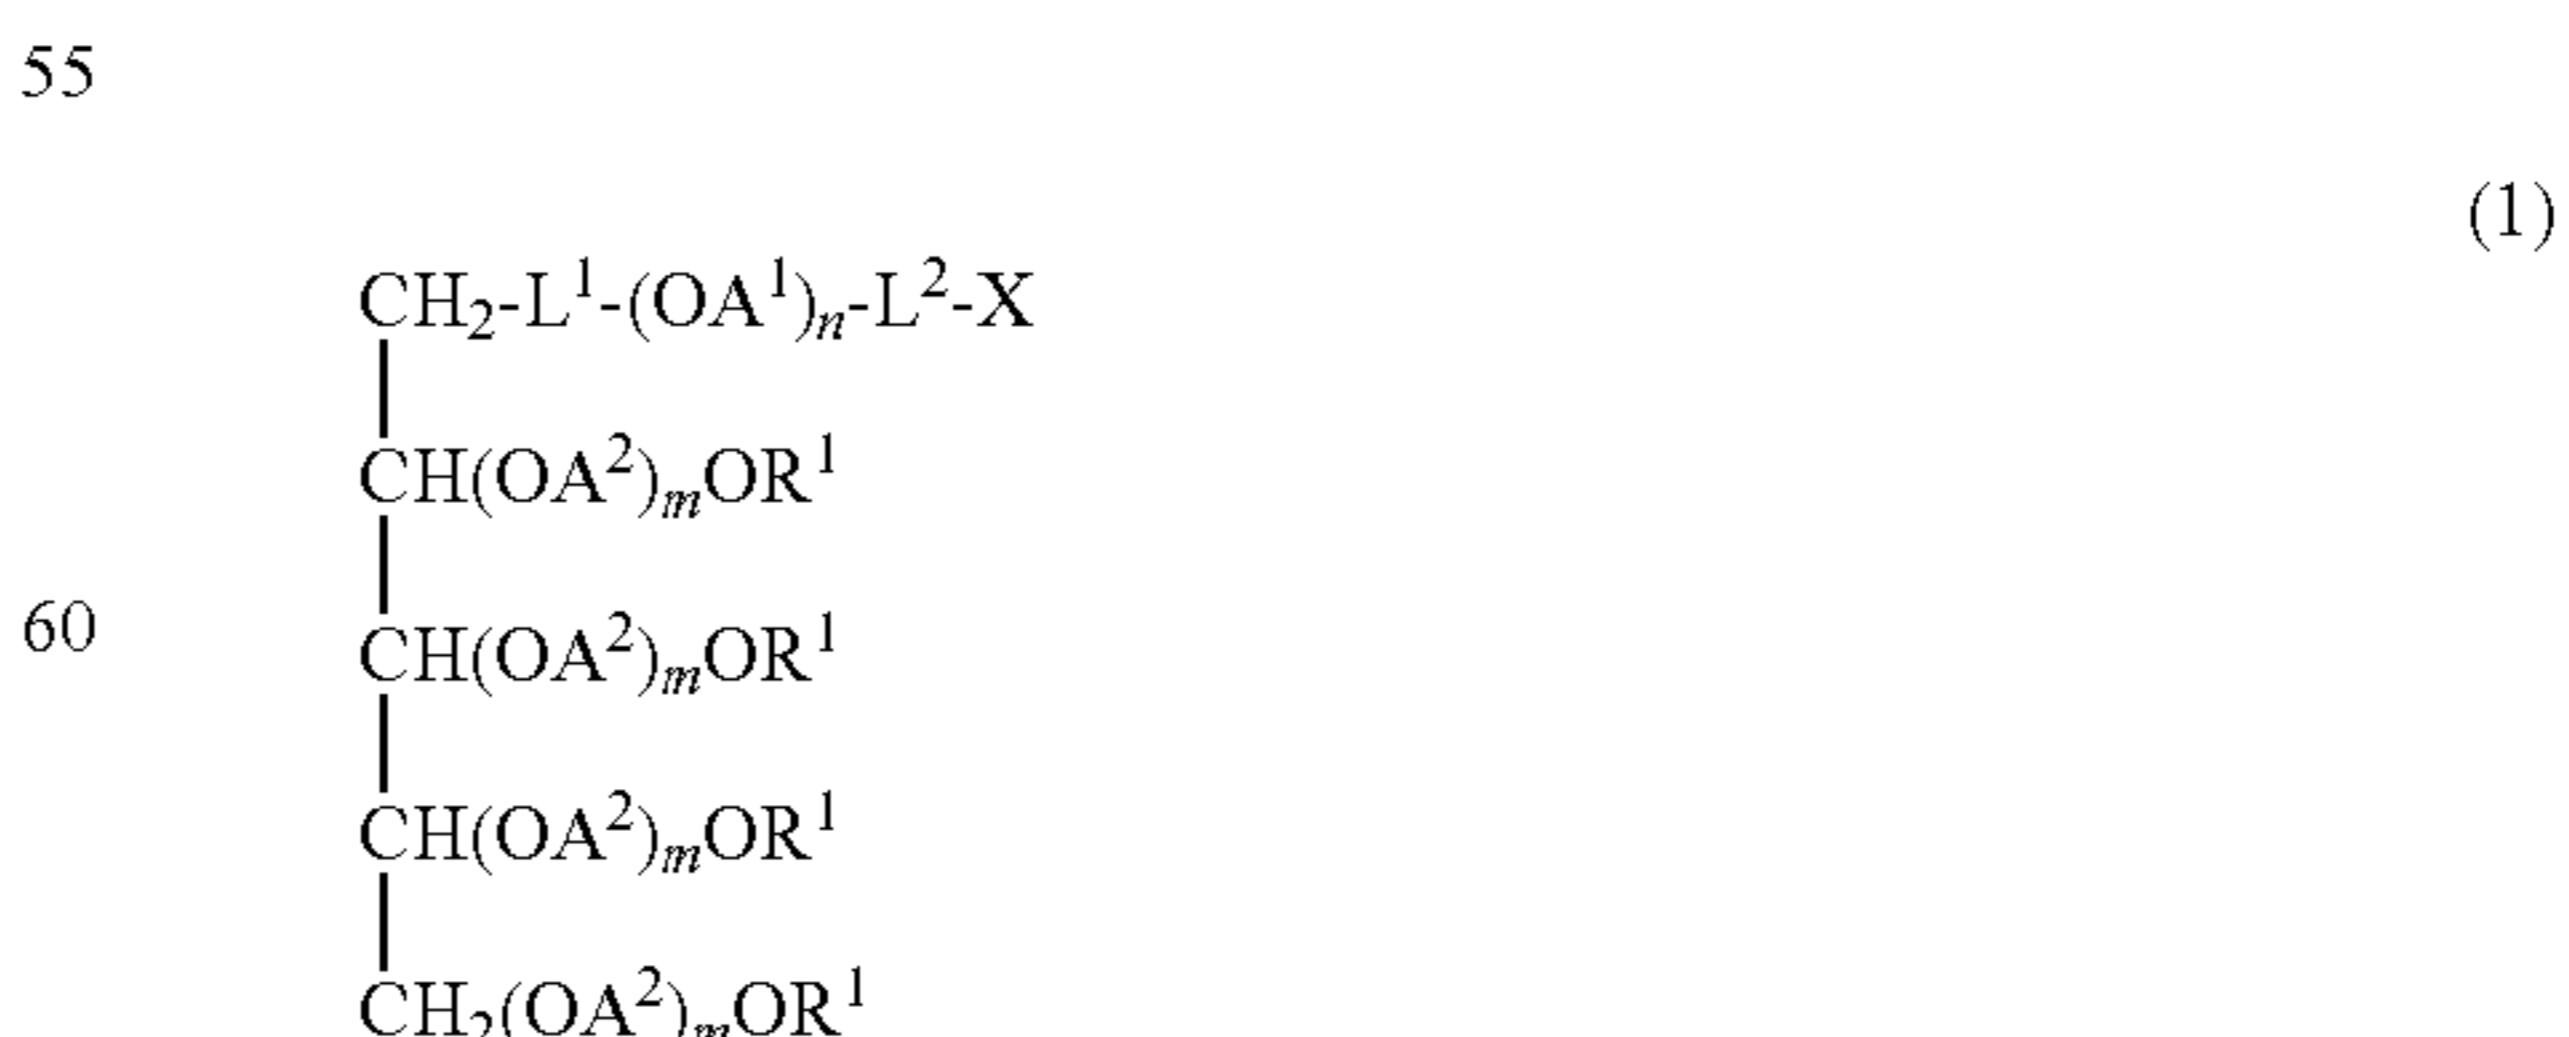 55
(1)
CH₂-L¹-(OA¹)ₙ-L²-X
CH(OA²)ₘOR¹
60
CH(OA²)ₘOR¹
CH(OA²)ₘOR¹
CH₂(OA²)ₘOR¹